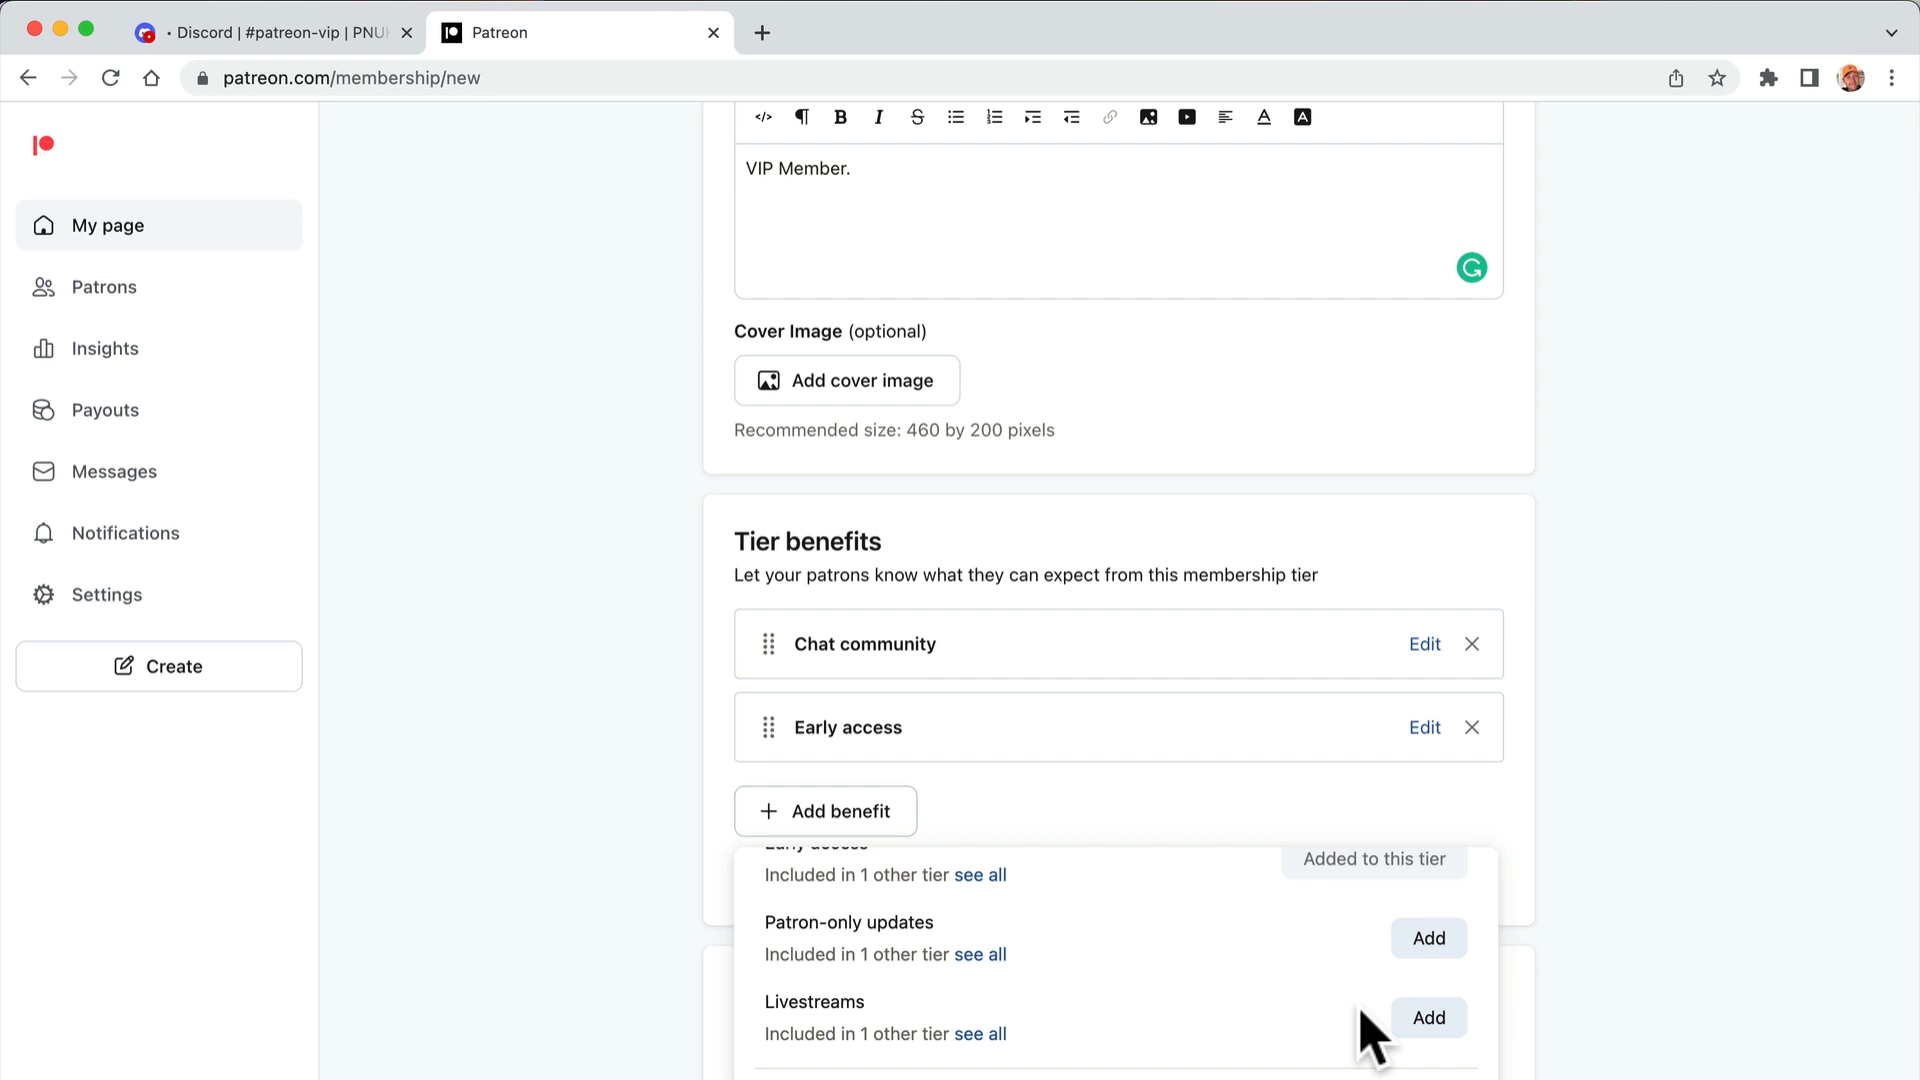 • Discord | #patreon-vip | PNU
Patreon
patreon.com/membership/new
My page
Patrons
Insights
Payouts
Messages
Notifications
Settings
Create
VIP Member.
Cover Image (optional)
Add cover image
Recommended size: 460 by 200 pixels
Tier benefits
Let your patrons know what they can expect from this membership tier
Chat community
Edit
Early access
Edit
Add benefit
Early access
Added to this tier
Included in 1 other tier see all
Patron-only updates
Add
Included in 1 other tier see all
Livestreams
Add
Included in 1 other tier see all